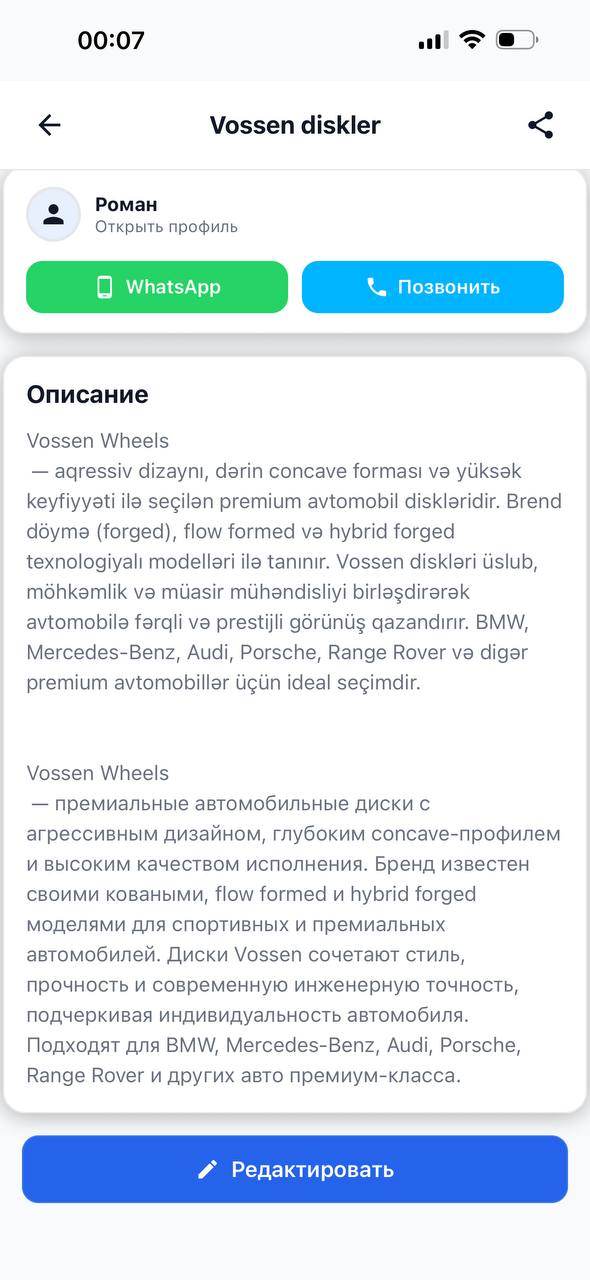 00:07
Vossen diskler
Роман
Открыть профиль
WhatsApp
Позвонить
Описание
Vossen Wheels
— aqressiv dizaynı, dərin concave forması və yüksək
keyfiyyəti ilə seçilən premium avtomobil diskləridir. Brend
döymə (forged), flow formed və hybrid forged
texnologiyalı modelləri ilə tanınır. Vossen diskləri üslub,
möhkəmlik və müasir mühəndisliyi birləşdirərək
avtomobilə fərqli və prestijli görünüş qazandırır. BMW,
Mercedes-Benz, Audi, Porsche, Range Rover və digər
premium avtomobillər üçün ideal seçimdir.
Vossen Wheels
— премиальные автомобильные диски с
агрессивным дизайном, глубоким concave-профилем
и высоким качеством исполнения. Бренд известен
своими коваными, flow formed и hybrid forged
моделями для спортивных и премиальных
автомобилей. Диски Vossen сочетают стиль,
прочность и современную инженерную точность,
подчеркивая индивидуальность автомобиля.
Подходят для BMW, Mercedes-Benz, Audi, Porsche,
Range Rover и других авто премиум-класса.
Редактировать